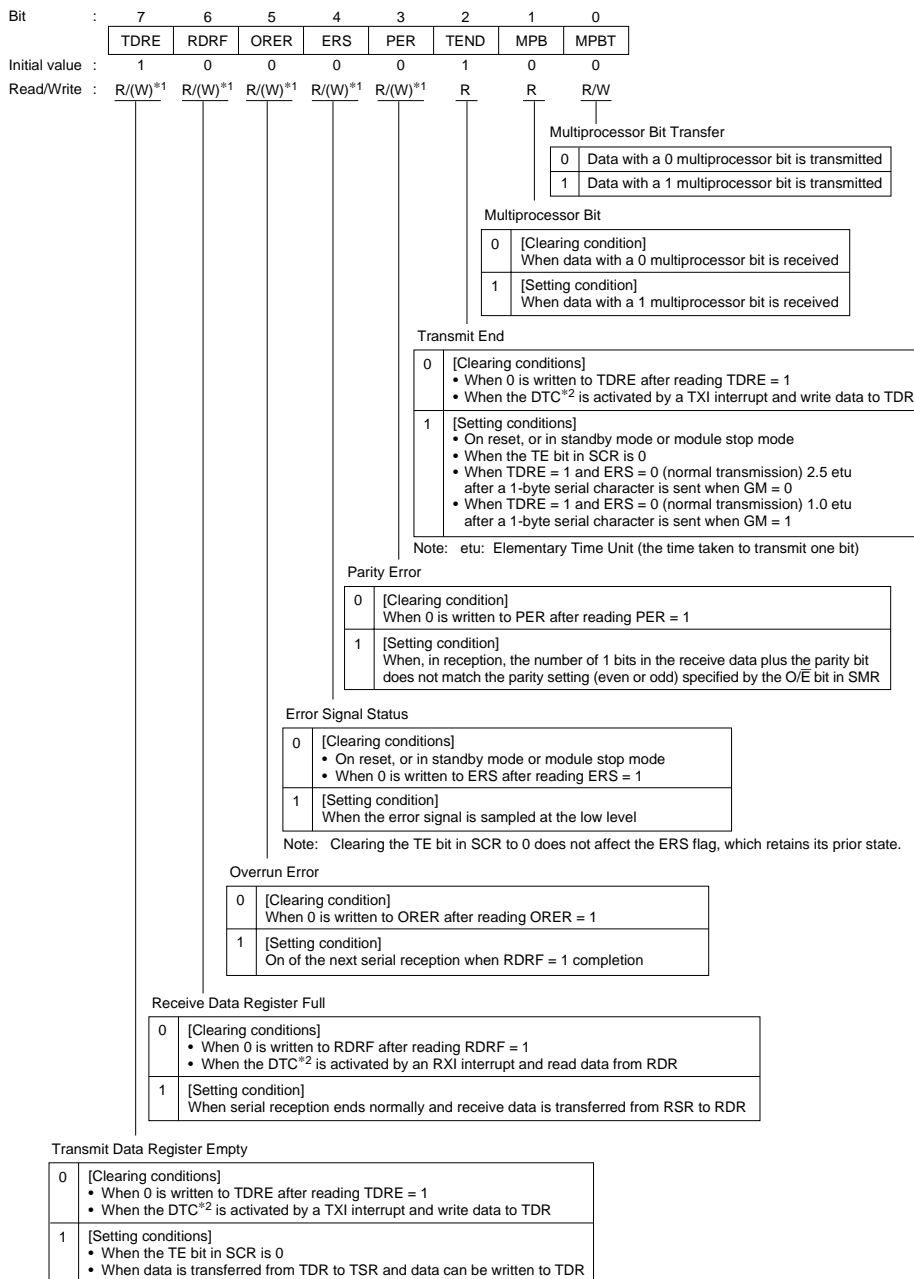 Bit : 7 6 5 4 3 2 1 0
TDRE RDRF ORER ERS PER TEND MPB MPBT
Initial value : 1 0 0 0 0 1 0 0
Read/Write : R/(W)*1 R/(W)*1 R/(W)*1 R/(W)*1 R/(W)*1 R R R/W
Multiprocessor Bit Transfer
0 Data with a 0 multiprocessor bit is transmitted
1 Data with a 1 multiprocessor bit is transmitted
Multiprocessor Bit
0 [Clearing condition]
When data with a 0 multiprocessor bit is received
1 [Setting condition]
When data with a 1 multiprocessor bit is received
Transmit End
0 [Clearing conditions]
• When 0 is written to TDRE after reading TDRE = 1
• When the DTC*2 is activated by a TXI interrupt and write data to TDR
1 [Setting conditions]
• On reset, or in standby mode or module stop mode
• When the TE bit in SCR is 0
• When TDRE = 1 and ERS = 0 (normal transmission) 2.5 etu
after a 1-byte serial character is sent when GM = 0
• When TDRE = 1 and ERS = 0 (normal transmission) 1.0 etu
after a 1-byte serial character is sent when GM = 1
Note: etu: Elementary Time Unit (the time taken to transmit one bit)
Parity Error
0 [Clearing condition]
When 0 is written to PER after reading PER = 1
1 [Setting condition]
When, in reception, the number of 1 bits in the receive data plus the parity bit
does not match the parity setting (even or odd) specified by the O/E̅ bit in SMR
Error Signal Status
0 [Clearing conditions]
• On reset, or in standby mode or module stop mode
• When 0 is written to ERS after reading ERS = 1
1 [Setting condition]
When the error signal is sampled at the low level
Note: Clearing the TE bit in SCR to 0 does not affect the ERS flag, which retains its prior state.
Overrun Error
0 [Clearing condition]
When 0 is written to ORER after reading ORER = 1
1 [Setting condition]
On of the next serial reception when RDRF = 1 completion
Receive Data Register Full
0 [Clearing conditions]
• When 0 is written to RDRF after reading RDRF = 1
• When the DTC*2 is activated by an RXI interrupt and read data from RDR
1 [Setting condition]
When serial reception ends normally and receive data is transferred from RSR to RDR
Transmit Data Register Empty
0 [Clearing conditions]
• When 0 is written to TDRE after reading TDRE = 1
• When the DTC*2 is activated by a TXI interrupt and write data to TDR
1 [Setting conditions]
• When the TE bit in SCR is 0
• When data is transferred from TDR to TSR and data can be written to TDR